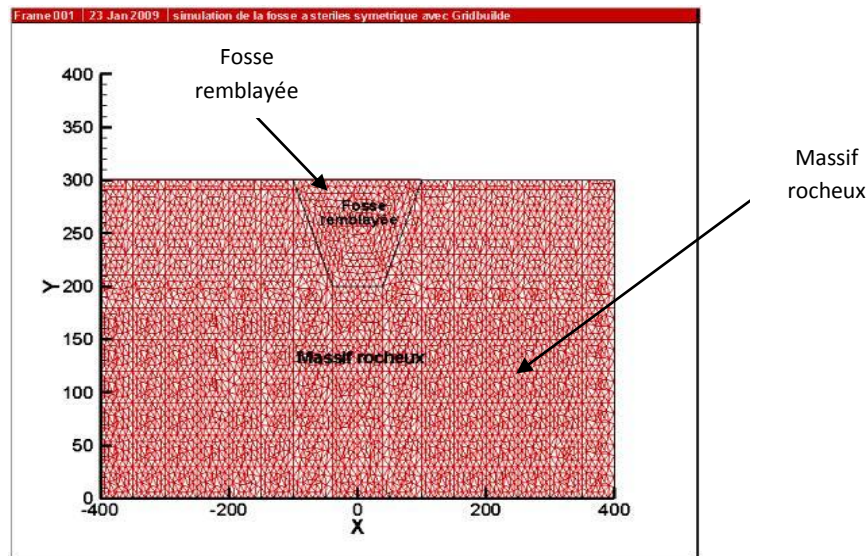 Frame 001 | 23 Jan 2009 | simulation de la fosse a steriles symetrique avec Gridbuilde
Fosse
remblayée
Massif
rocheux
400
350
300
250
Y 200
150
100
50
0
Fosse
remblayée
Massif rocheux
-400 -200 0 200 400
X